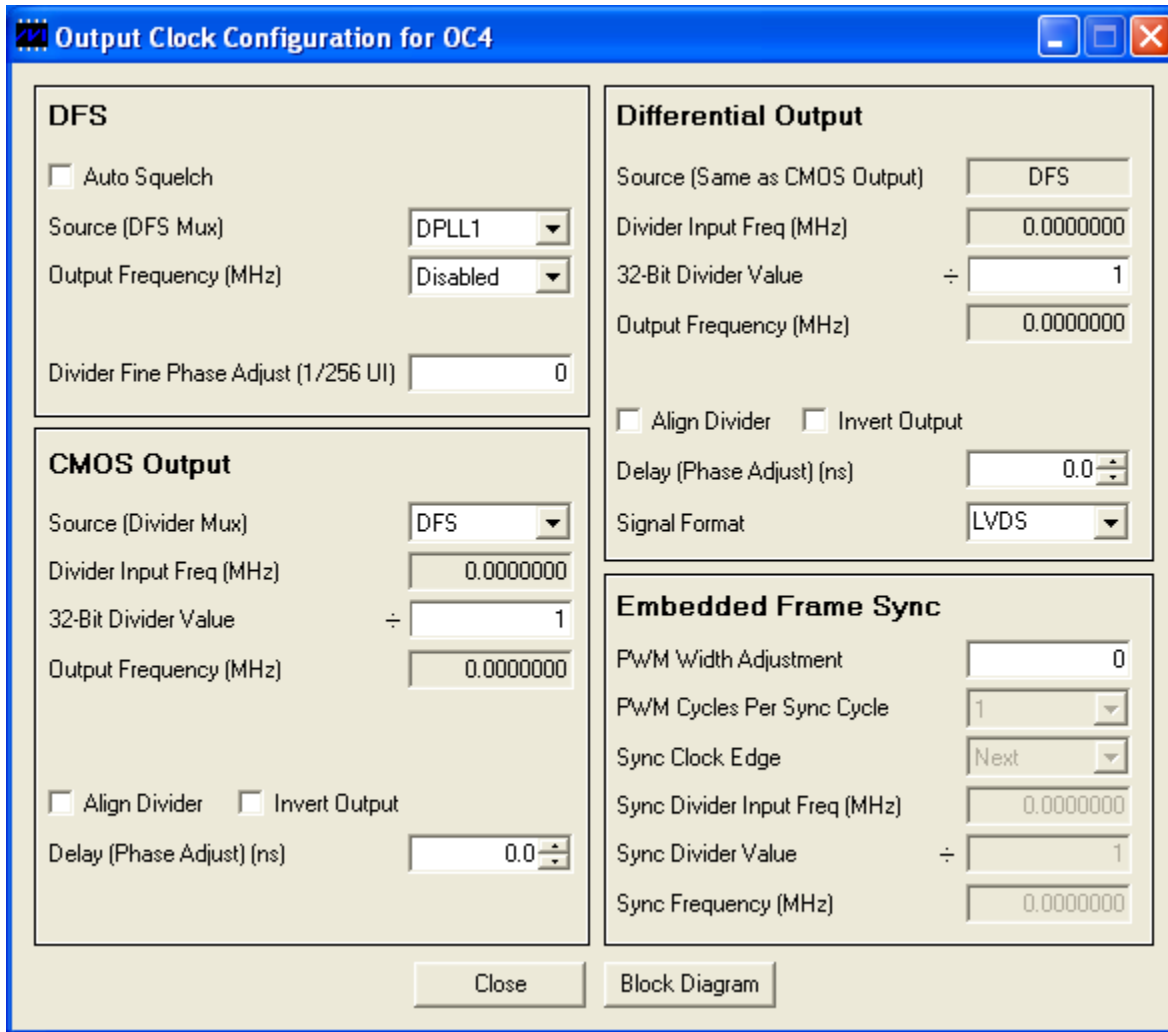 Output Clock Configuration for OC4
DFS
Auto Squelch
Source (DFS Mux) DPLL1
Output Frequency (MHz) Disabled
Divider Fine Phase Adjust (1/256 UI) 0
CMOS Output
Source (Divider Mux) DFS
Divider Input Freq (MHz) 0.0000000
32-Bit Divider Value ÷ 1
Output Frequency (MHz) 0.0000000
Align Divider Invert Output
Delay (Phase Adjust) (ns) 0.0
Differential Output
Source (Same as CMOS Output) DFS
Divider Input Freq (MHz) 0.0000000
32-Bit Divider Value ÷ 1
Output Frequency (MHz) 0.0000000
Align Divider Invert Output
Delay (Phase Adjust) (ns) 0.0
Signal Format LVDS
Embedded Frame Sync
PWM Width Adjustment 0
PWM Cycles Per Sync Cycle 1
Sync Clock Edge Next
Sync Divider Input Freq (MHz) 0.0000000
Sync Divider Value ÷ 1
Sync Frequency (MHz) 0.0000000
Close Block Diagram